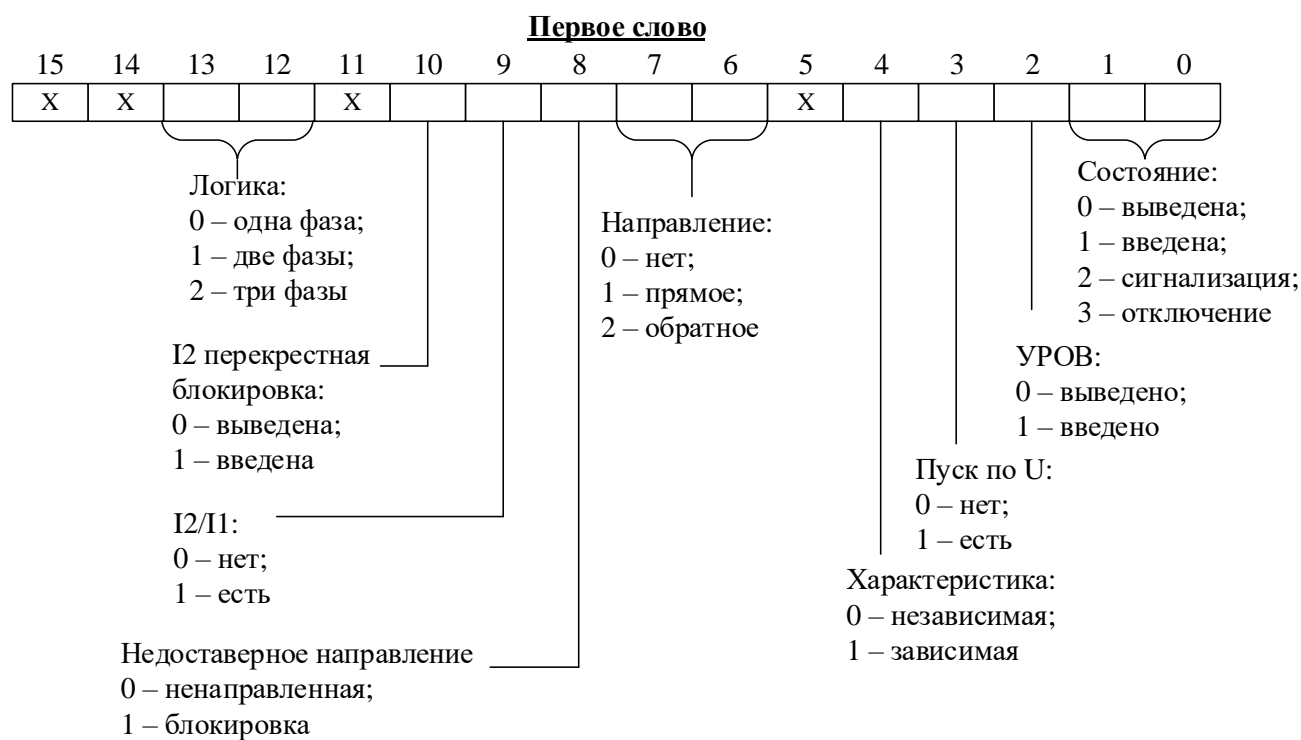 Первое слово
15 14 13 12 11 10 9 8 7 6 5 4 3 2 1 0
X X X X
Логика:
0 – одна фаза;
1 – две фазы;
2 – три фазы
I2 перекрестная
блокировка:
0 – выведена;
1 – введена
I2/I1:
0 – нет;
1 – есть
Недоставерное направление
0 – ненаправленная;
1 – блокировка
Направление:
0 – нет;
1 – прямое;
2 – обратное
Состояние:
0 – выведена;
1 – введена;
2 – сигнализация;
3 – отключение
УРОВ:
0 – выведено;
1 – введено
Пуск по U:
0 – нет;
1 – есть
Характеристика:
0 – независимая;
1 – зависимая